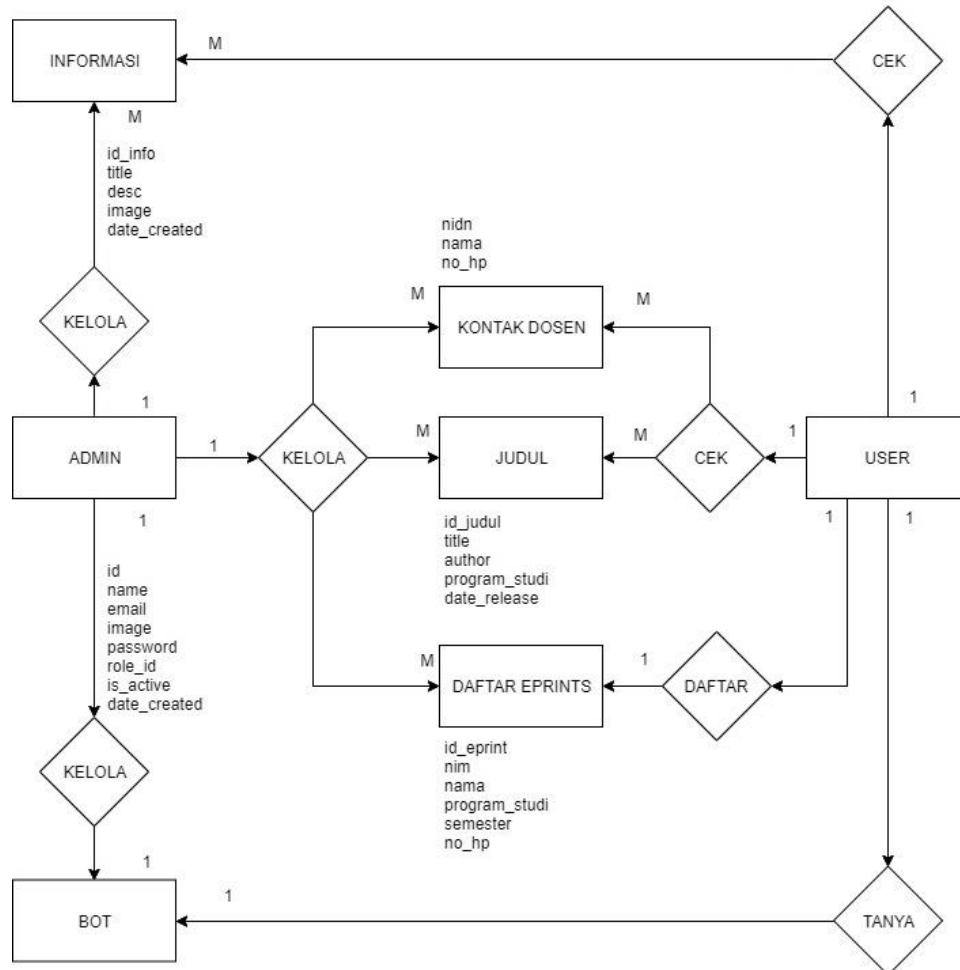 INFORMASI
M
CEK
M
id_info
title
desc
image
date_created
nidn
nama
no_hp
M
KONTAK DOSEN
M
KELOLA
1
1
ADMIN
1
KELOLA
M
JUDUL
M
CEK
1
USER
1
1
1
id_judul
title
author
program_studi
date_release
id
name
email
image
password
role_id
is_active
date_created
M
DAFTAR EPRINTS
1
DAFTAR
id_eprint
nim
nama
program_studi
semester
no_hp
KELOLA
1
BOT
1
TANYA